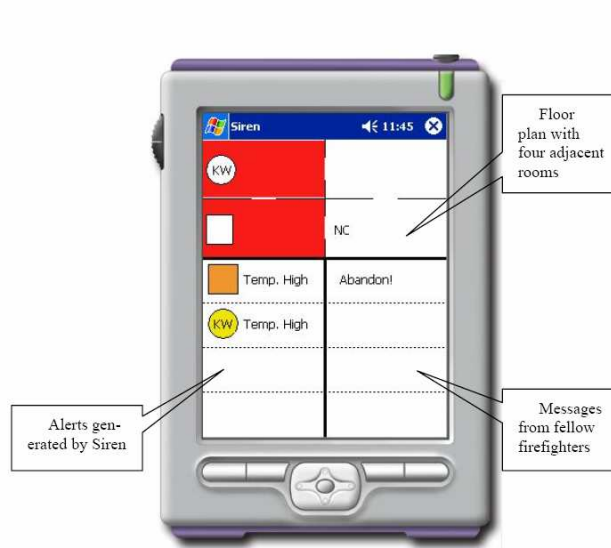 Siren 11:45
Floor
plan with
four adjacent
rooms
KW
NC
Temp. High Abandon!
KW Temp. High
Alerts gen-
erated by Siren
Messages
from fellow
firefighters